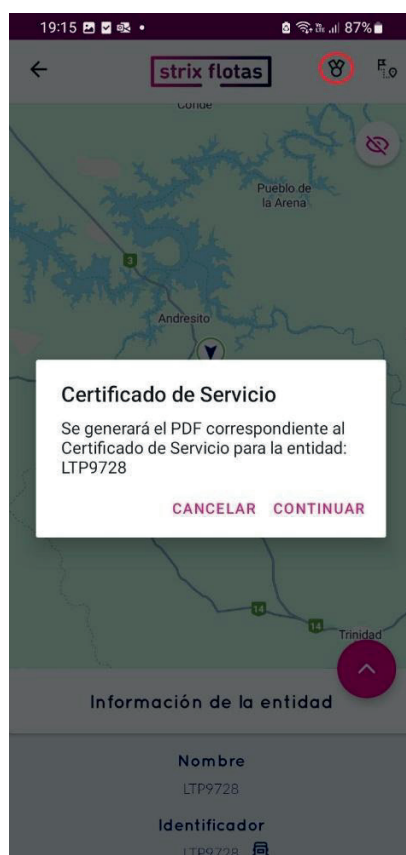 19:15
87%
strix flotas
Conde
Pueblo de
la Arena
3
Andresito
Certificado de Servicio
Se generará el PDF correspondiente al
Certificado de Servicio para la entidad:
LTP9728
CANCELAR CONTINUAR
14
14
Trinidad
Información de la entidad
Nombre
LTP9728
Identificador
LTP9728